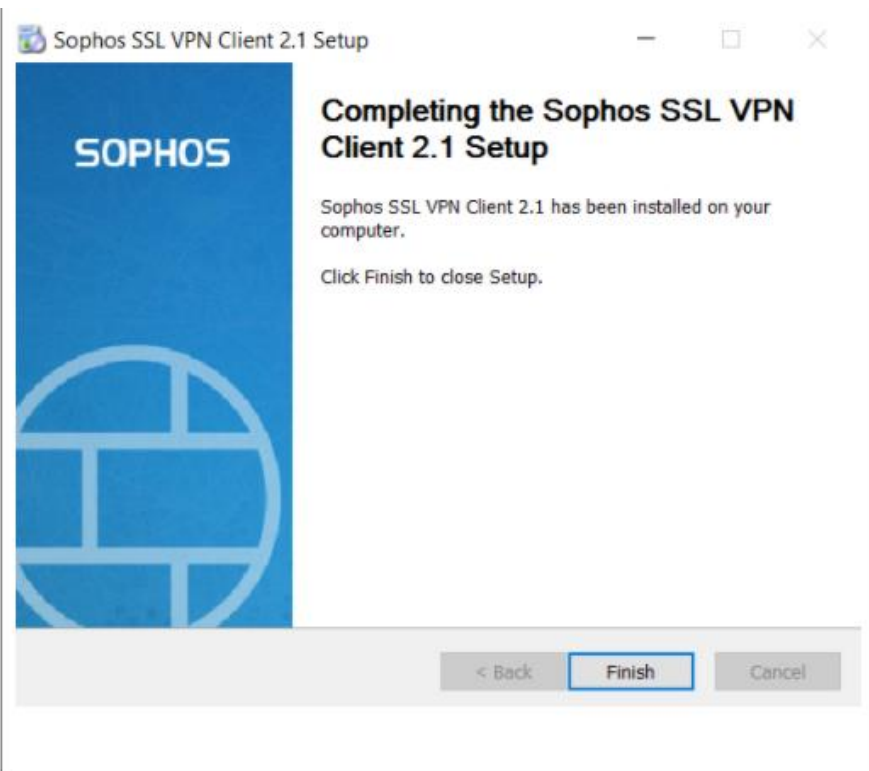 Sophos SSL VPN Client 2.1 Setup
SOPHOS
Completing the Sophos SSL VPN
Client 2.1 Setup
Sophos SSL VPN Client 2.1 has been installed on your
computer.
Click Finish to close Setup.
< Back Finish Cancel